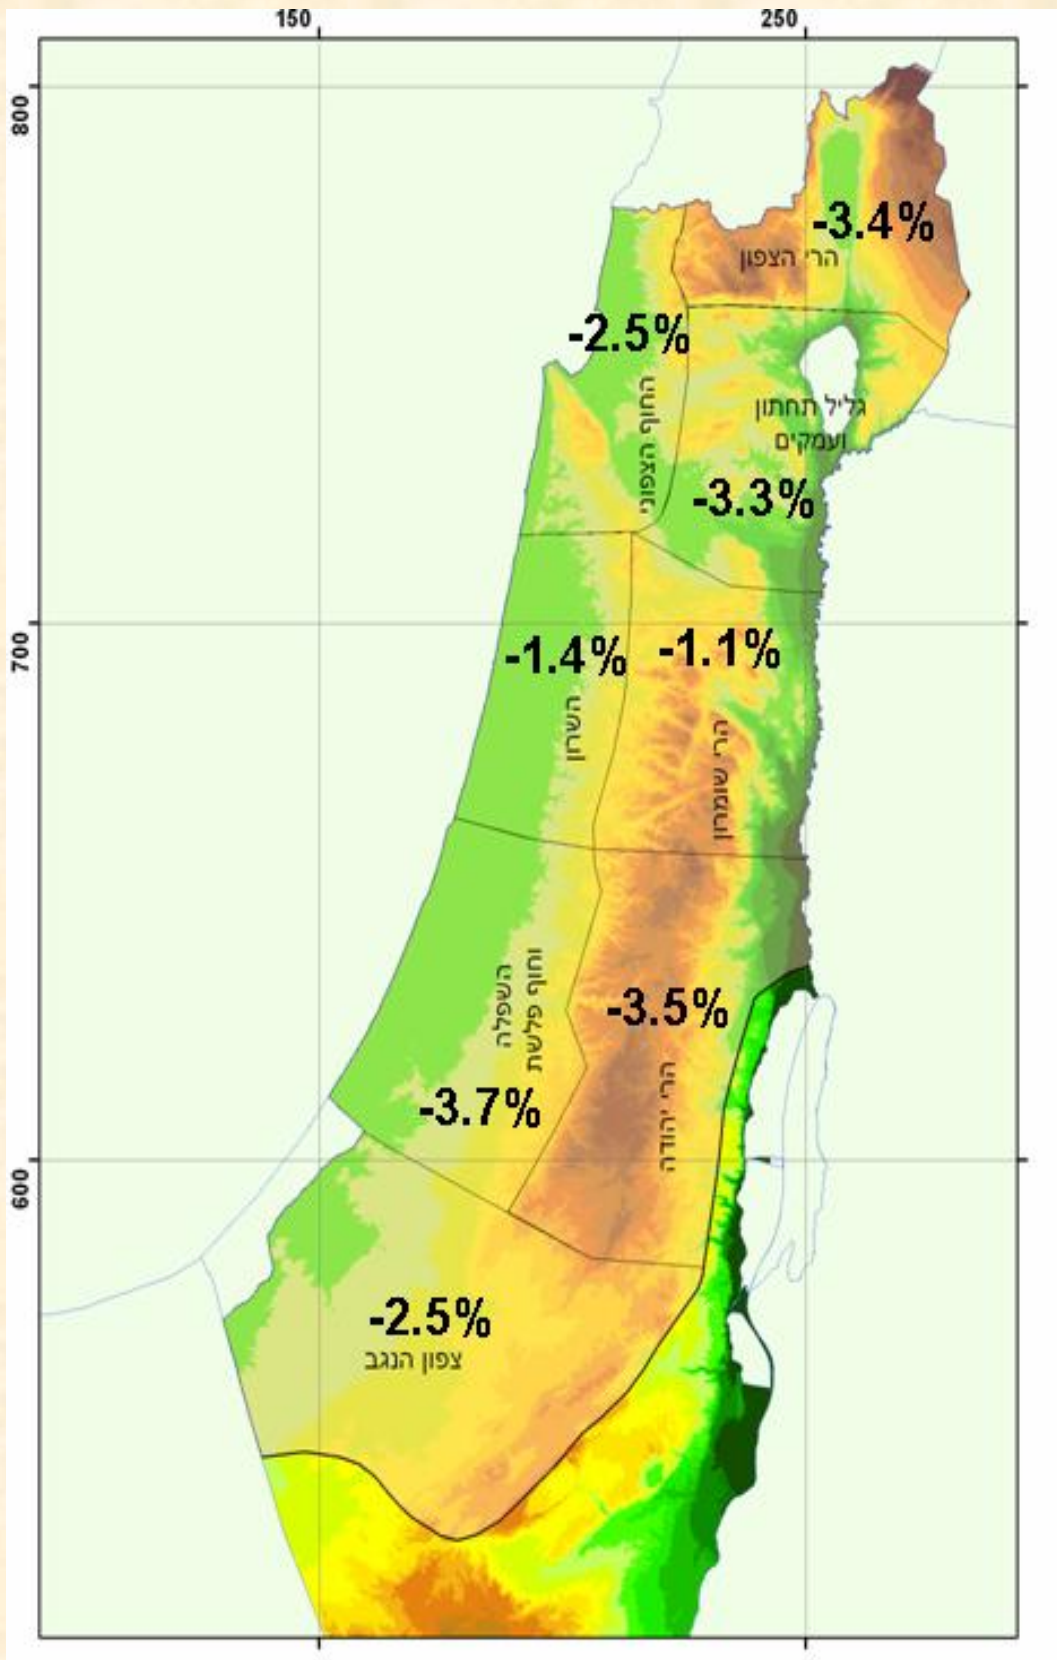 150 250
800
-3.4%
הרי הצפון
-2.5%
החוף הצפוני
גליל תחתון
ועמקים
-3.3%
700
-1.4%
-1.1%
השרון
הרי שומרון
-3.5%
השפלה
וחוף פלשת
הרי יהודה
-3.7%
600
-2.5%
צפון הנגב